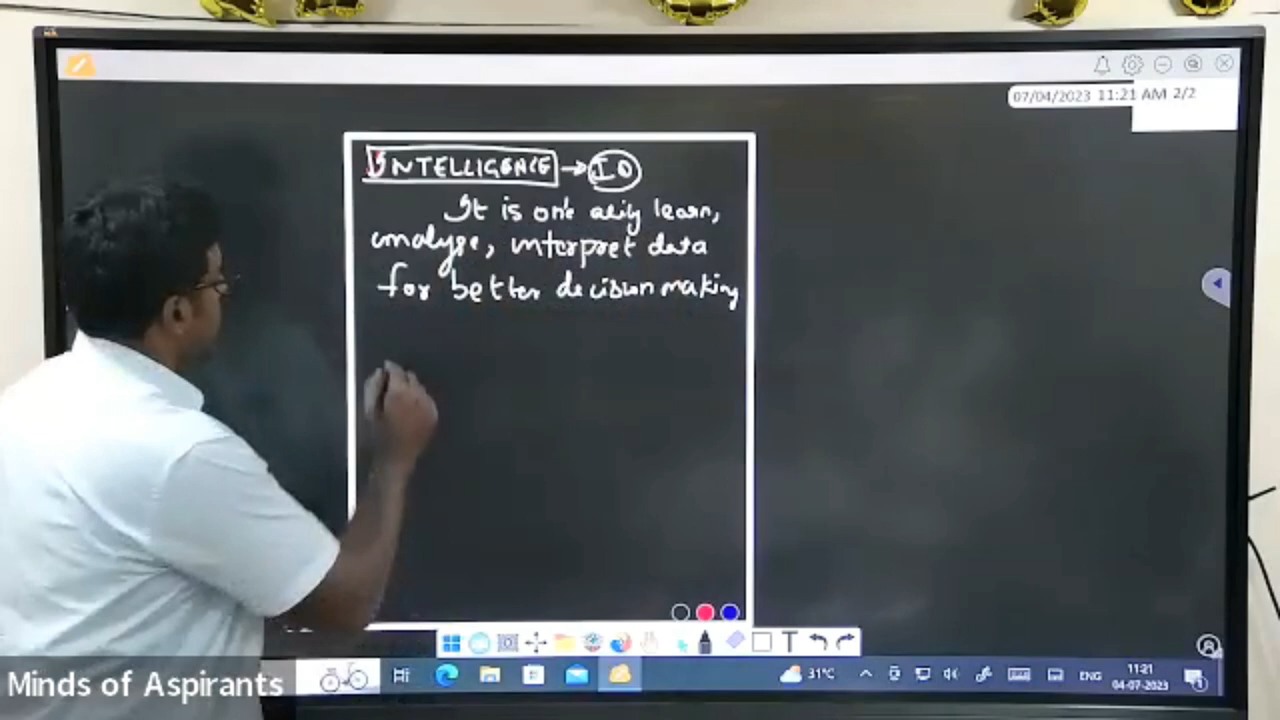 07/04/2023 11:21 AM 2/2
INTELLIGENCE → IQ
It is one aility learn,
analyse, interpret data
for better decision making
31°C
ENG
11:21
04-07-2023
Minds of Aspirants